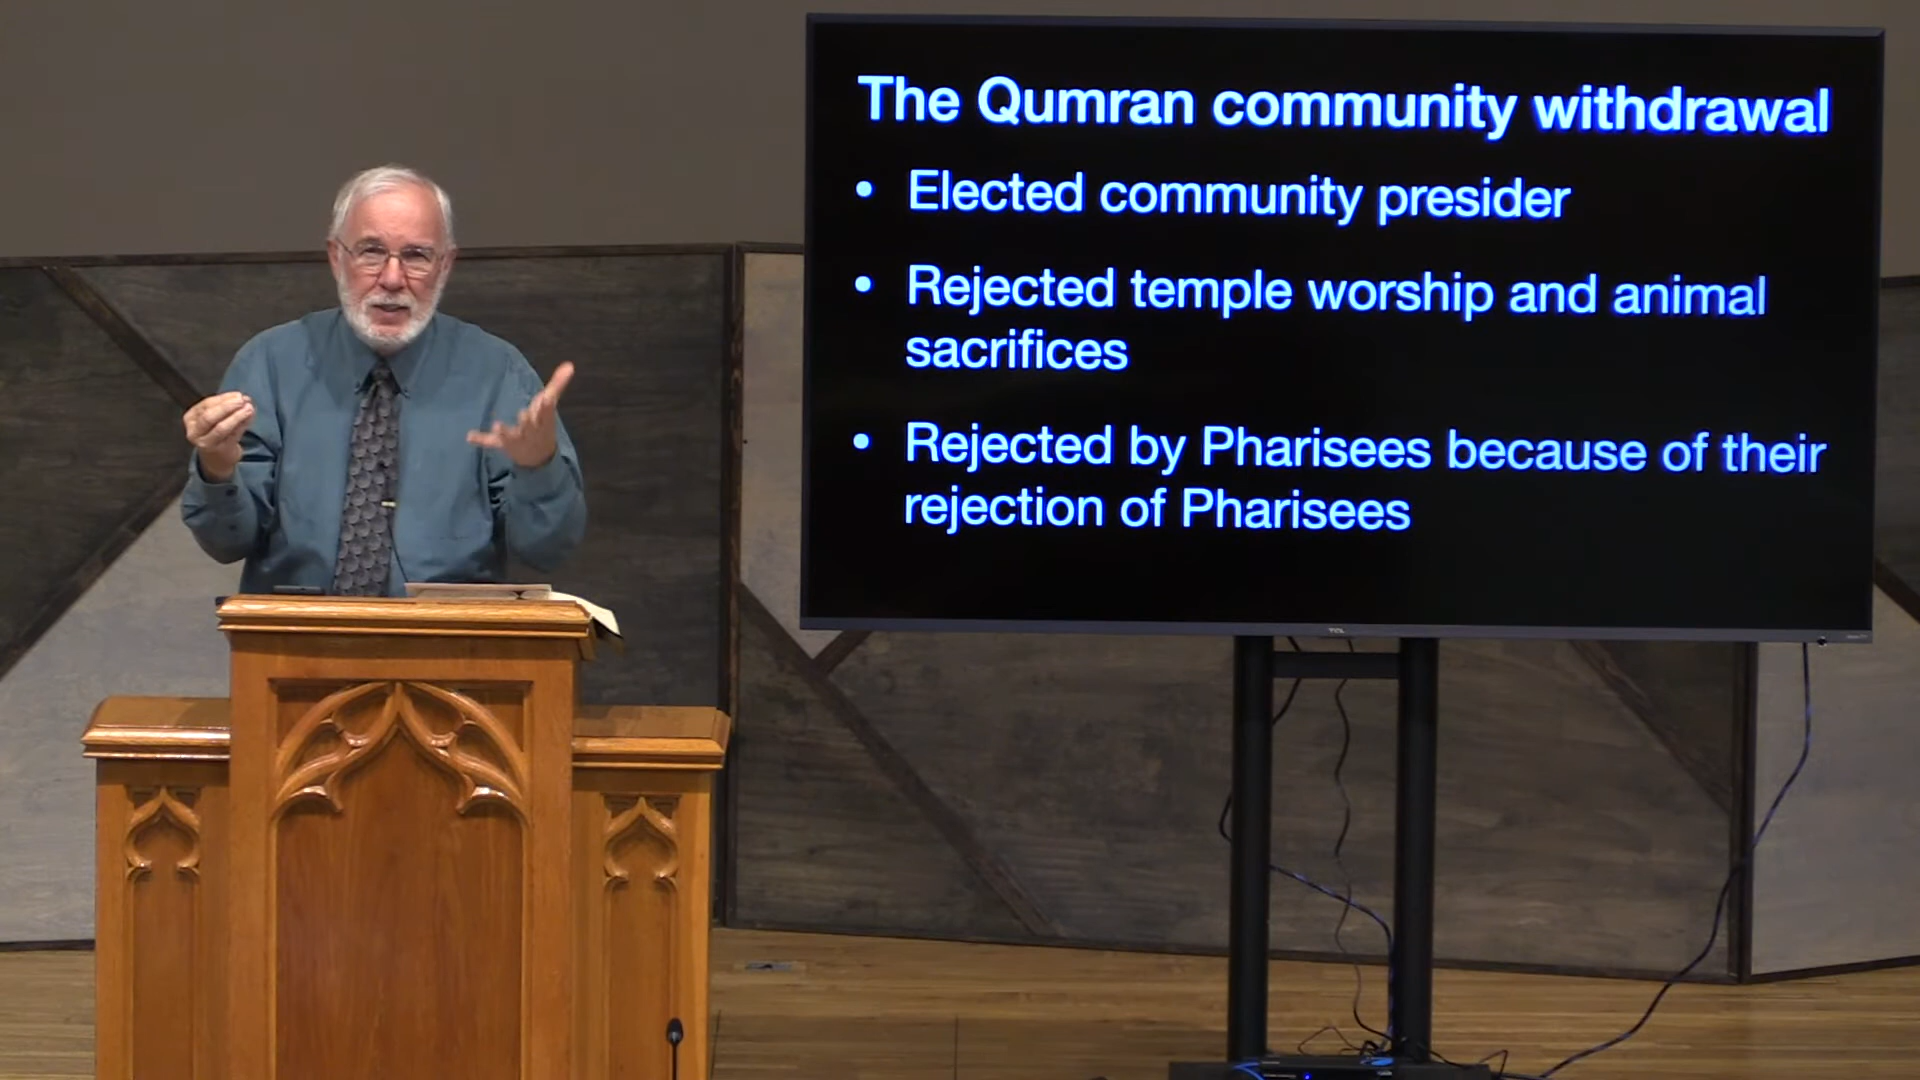 The Qumran community withdrawal
• Elected community presider
• Rejected temple worship and animal
sacrifices
• Rejected by Pharisees because of their
rejection of Pharisees
TCL